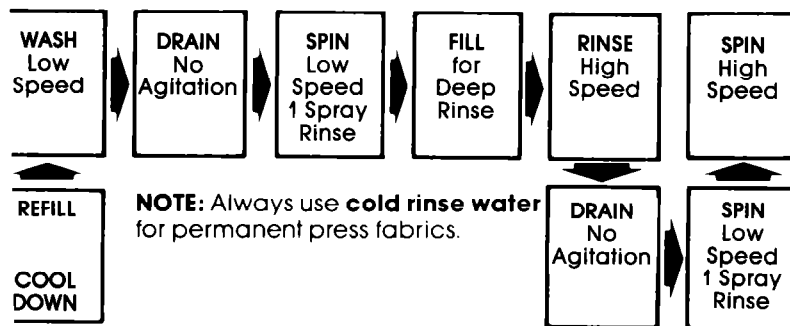 WASH
Low
Speed
DRAIN
No
Agitation
SPIN
Low
Speed
1 Spray
Rinse
FILL
for
Deep
Rinse
RINSE
High
Speed
SPIN
High
Speed
REFILL
COOL
DOWN
NOTE: Always use cold rinse water
for permanent press fabrics.
DRAIN
No
Agitation
SPIN
Low
Speed
1 Spray
Rinse